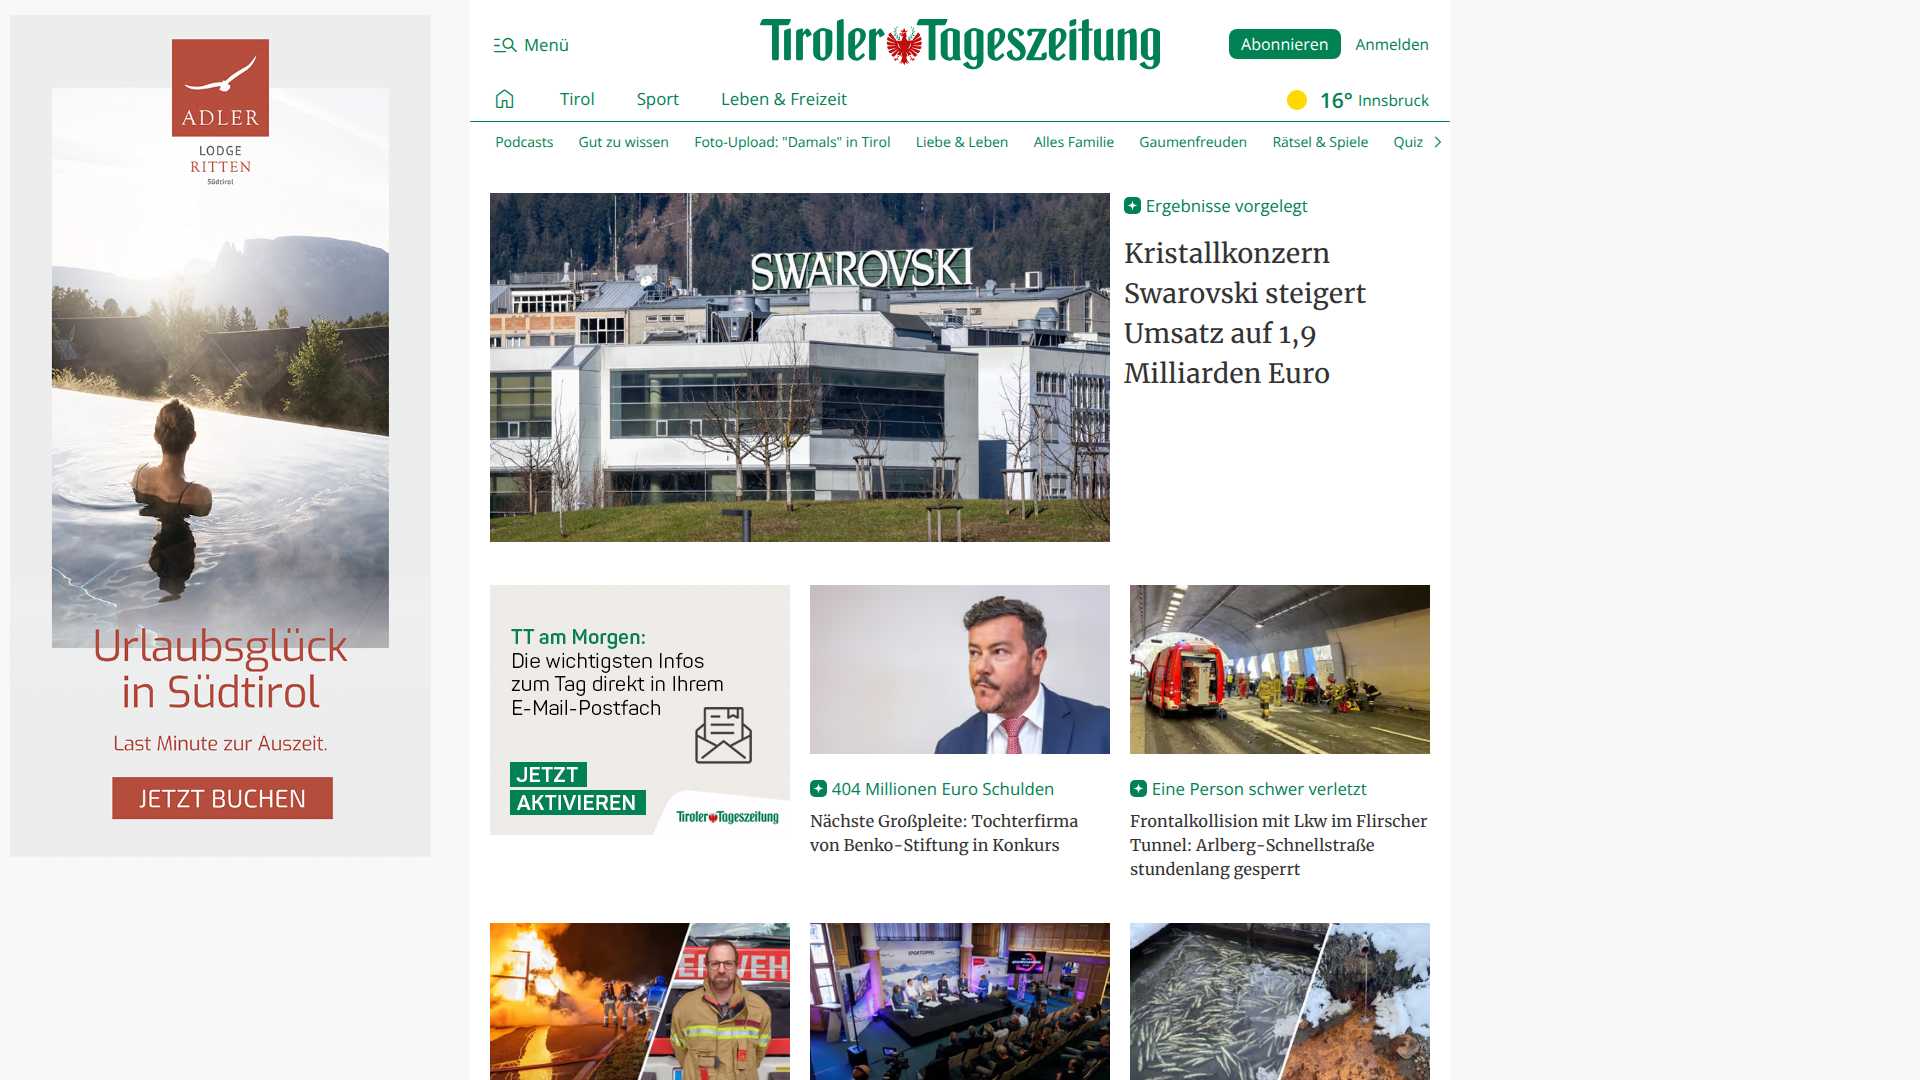 ADLER
LODGE
RITTEN
Südtirol
Urlaubsglück
in Südtirol
Last Minute zur Auszeit.
JETZT BUCHEN
Menü
Tiroler Tageszeitung
Abonnieren
Anmelden
Tirol
Sport
Leben & Freizeit
16° Innsbruck
Podcasts
Gut zu wissen
Foto-Upload: "Damals" in Tirol
Liebe & Leben
Alles Familie
Gaumenfreuden
Rätsel & Spiele
Quiz
SWAROVSKI
Ergebnisse vorgelegt
Kristallkonzern
Swarovski steigert
Umsatz auf 1,9
Milliarden Euro
TT am Morgen:
Die wichtigsten Infos
zum Tag direkt in Ihrem
E-Mail-Postfach
JETZT
AKTIVIEREN
Tiroler Tageszeitung
404 Millionen Euro Schulden
Nächste Großpleite: Tochterfirma
von Benko-Stiftung in Konkurs
Eine Person schwer verletzt
Frontalkollision mit Lkw im Flirscher
Tunnel: Arlberg-Schnellstraße
stundenlang gesperrt